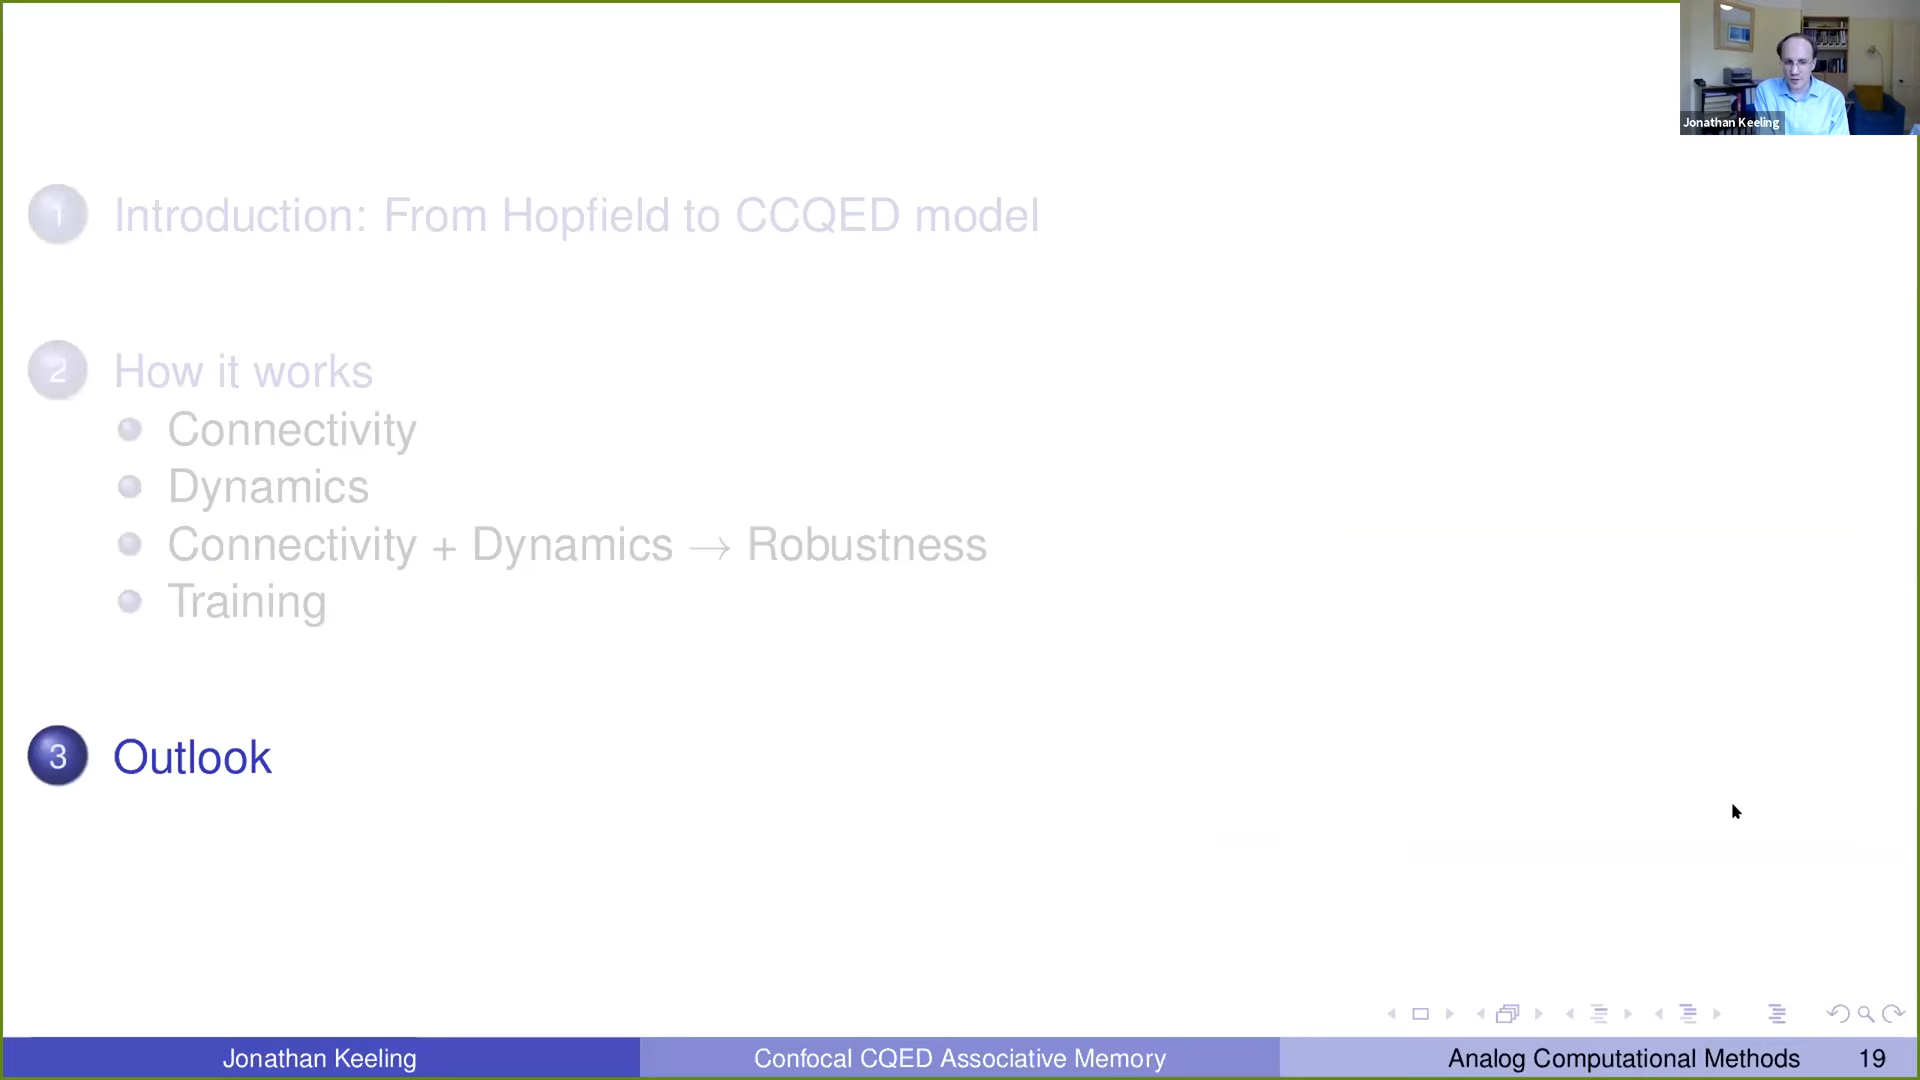 Jonathan Keeling
1 Introduction: From Hopfield to CCQED model
2 How it works
Connectivity
Dynamics
Connectivity + Dynamics → Robustness
Training
3 Outlook
Jonathan Keeling
Confocal CQED Associative Memory
Analog Computational Methods 19